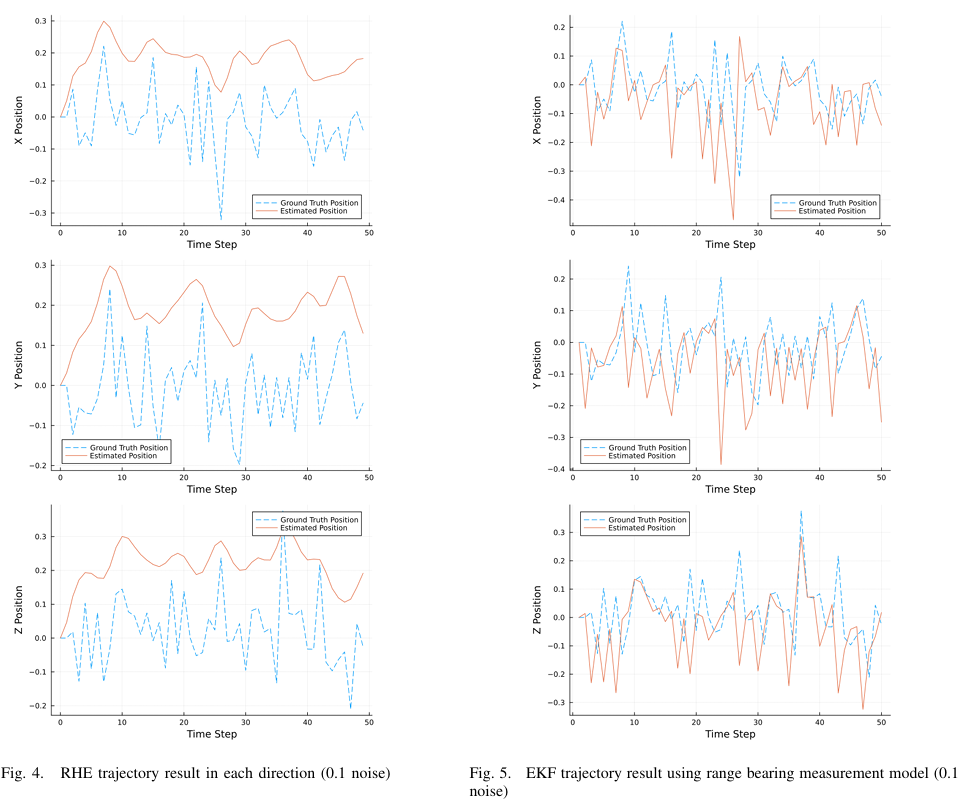 0.3
0.2
0.1
0.0
−0.1
−0.2
−0.3
X Position
0 10 20 30 40 50
Time Step
Ground Truth Position
Estimated Position
0.3
0.2
0.1
0.0
−0.1
−0.2
Y Position
0 10 20 30 40 50
Time Step
Ground Truth Position
Estimated Position
0.3
0.2
0.1
0.0
−0.1
−0.2
Z Position
0 10 20 30 40 50
Time Step
Ground Truth Position
Estimated Position
Fig. 4. RHE trajectory result in each direction (0.1 noise)
0.2
0.1
0.0
−0.1
−0.2
−0.3
−0.4
X Position
0 10 20 30 40 50
Time Step
Ground Truth Position
Estimated Position
0.2
0.1
0.0
−0.1
−0.2
−0.3
−0.4
Y Position
0 10 20 30 40 50
Time Step
Ground Truth Position
Estimated Position
0.3
0.2
0.1
0.0
−0.1
−0.2
−0.3
Z Position
0 10 20 30 40 50
Time Step
Ground Truth Position
Estimated Position
Fig. 5. EKF trajectory result using range bearing measurement model (0.1
noise)